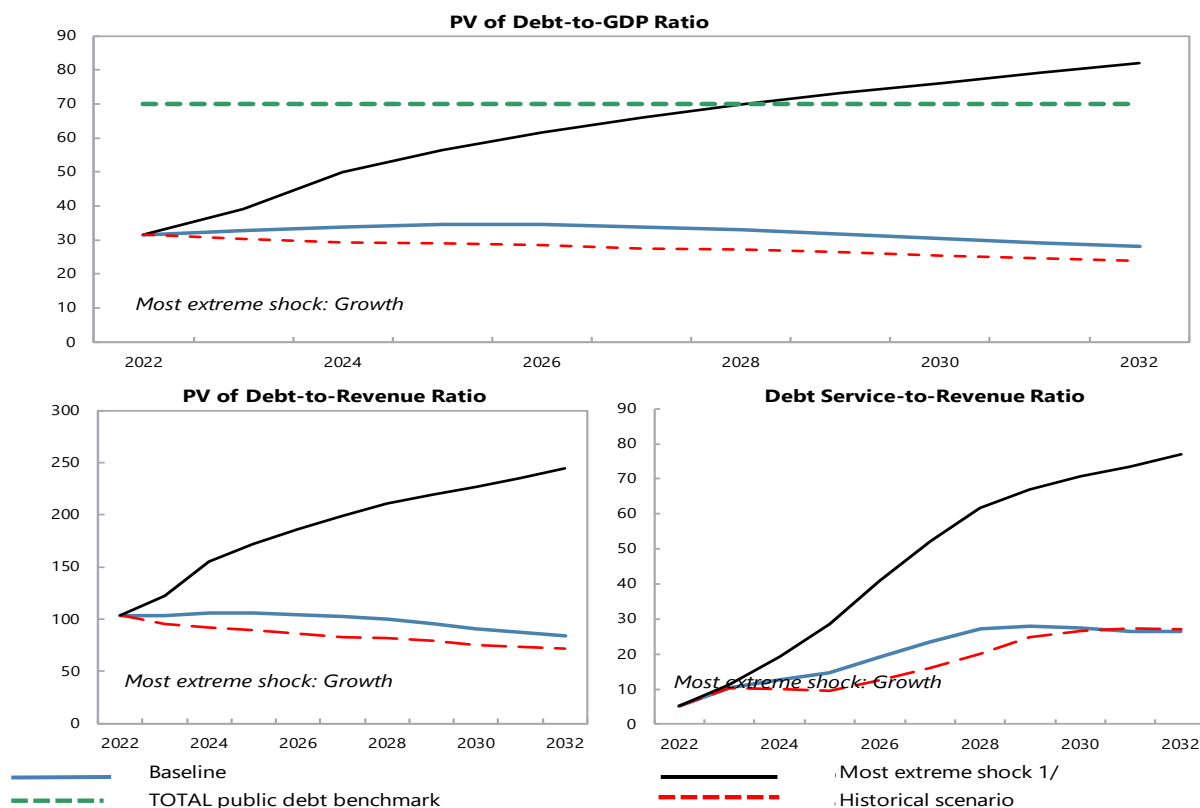 PV of Debt-to-GDP Ratio
90
80
70
60
50
40
30
20
10
0
Most extreme shock: Growth
2022 2024 2026 2028 2030 2032
PV of Debt-to-Revenue Ratio
300
250
200
150
100
50
0
Most extreme shock: Growth
2022 2024 2026 2028 2030 2032
Debt Service-to-Revenue Ratio
90
80
70
60
50
40
30
20
10
0
Most extreme shock: Growth
2022 2024 2026 2028 2030 2032
Baseline
Most extreme shock 1/
TOTAL public debt benchmark
Historical scenario